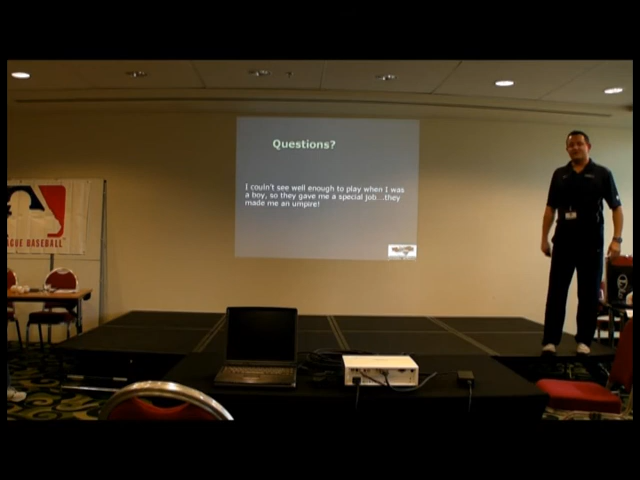 Questions?
I couln't see well enough to play when I was
a boy, so they gave me a special job...they
made me an umpire!
AGUE BASEBALL